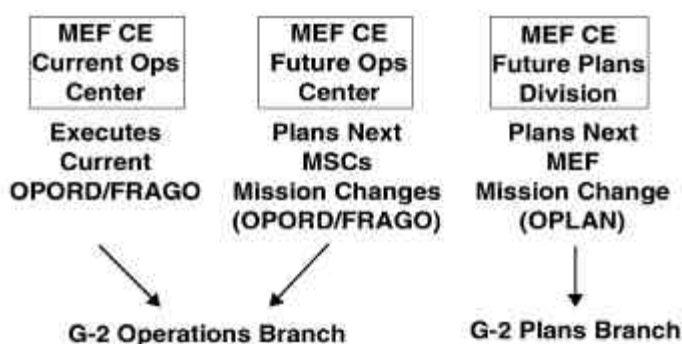 MEF CE
Current Ops
Center
Executes
Current
OPORD/FRAGO
MEF CE
Future Ops
Center
Plans Next
MSCs
Mission Changes
(OPORD/FRAGO)
MEF CE
Future Plans
Division
Plans Next
MEF
Mission Change
(OPLAN)
G-2 Operations Branch
G-2 Plans Branch